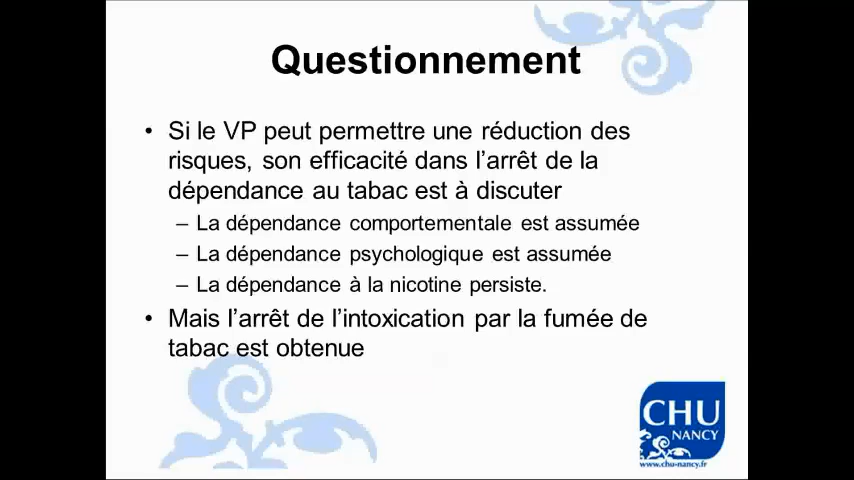 Questionnement
• Si le VP peut permettre une réduction des
risques, son efficacité dans l'arrêt de la
dépendance au tabac est à discuter
– La dépendance comportementale est assumée
– La dépendance psychologique est assumée
– La dépendance à la nicotine persiste.
• Mais l'arrêt de l'intoxication par la fumée de
tabac est obtenue
CHU
NANCY
www.chu-nancy.fr